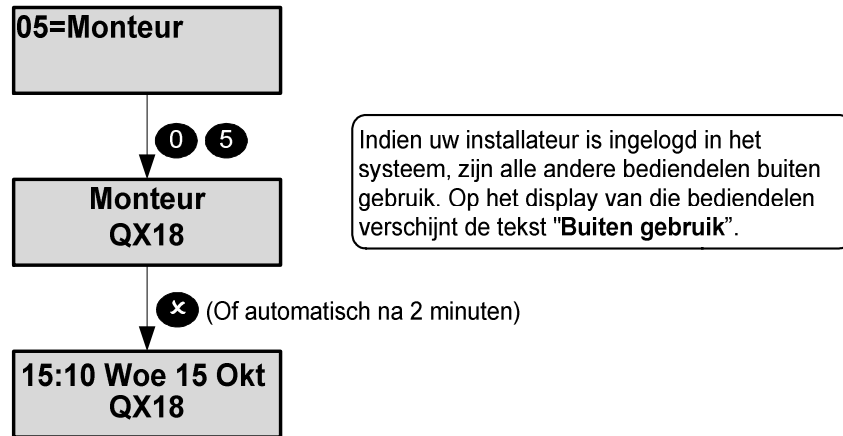 05=Monteur
0 5
Monteur
QX18
Indien uw installateur is ingelogd in het
systeem, zijn alle andere bediendelen buiten
gebruik. Op het display van die bediendelen
verschijnt de tekst "Buiten gebruik”.
× (Of automatisch na 2 minuten)
15:10 Woe 15 Okt
QX18